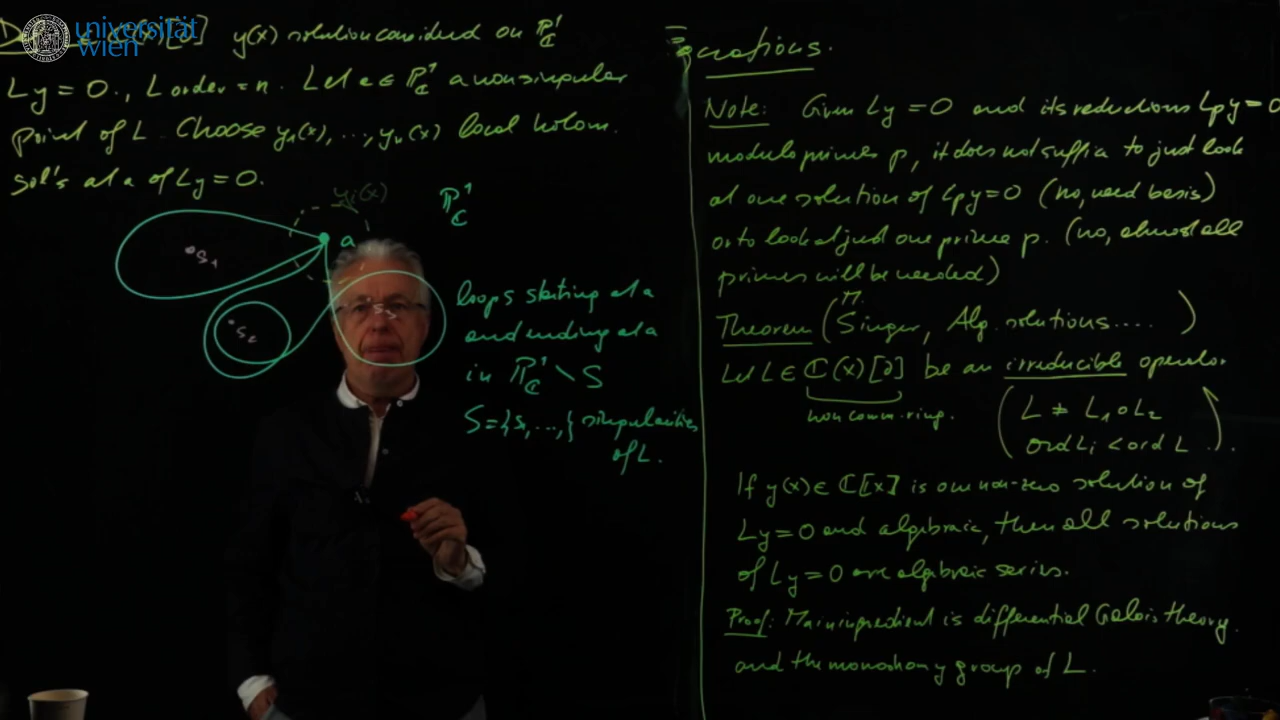 universität
wien
ℂ(x)[∂] y(x) solution considered on ℙ¹_ℂ
Ly = 0., L order = n. Let a ∈ ℙ¹_ℂ a nonsingular
point of L. Choose y₁(x), ..., yₙ(x) local holom.
sol's at a of Ly = 0.
yᵢ(x)
ℙ¹_ℂ
a
s₁
s₂
s₃
loops starting at a
and ending at a
in ℙ¹_ℂ \ S
S = {s₁, ..., } singularities
of L.
Equations.
Note: Given Ly = 0 and its reductions Lpy = 0
modulo primes p, it does not suffice to just look
at one solution of Lpy = 0 (no, need basis)
or to look at just one prime p. (no, almost all
primes will be needed)
Theorem (M. Singer, Alg. solutions .... )
Let L ∈ ℂ(x)[∂] be an irreducible operator
non comm. ring.
( L ≠ L₁ ∘ L₂
ord Lᵢ < ord L ).
If y(x) ∈ ℂ[x] is one non-zero solution of
Ly = 0 and algebraic, then all solutions
of Ly = 0 are algebraic series.
Proof: Main ingredient is differential Galois theory
and the monodromy group of L.